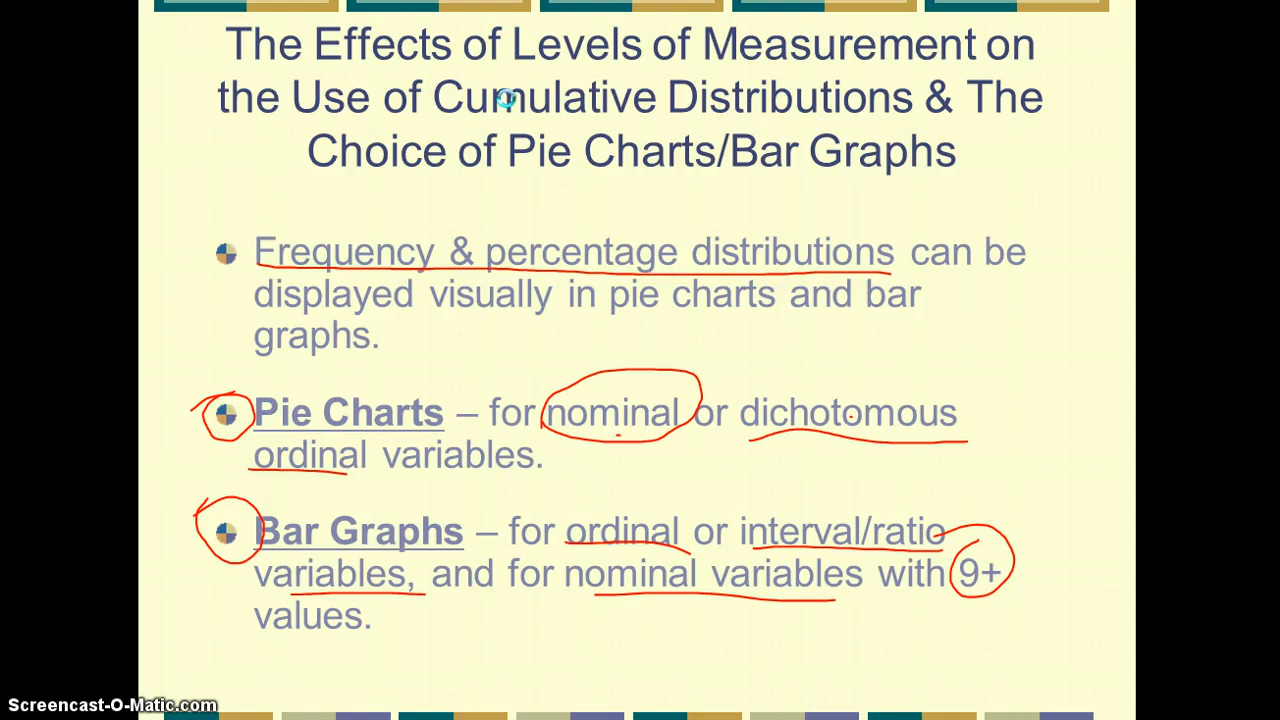 The Effects of Levels of Measurement on
the Use of Cumulative Distributions & The
Choice of Pie Charts/Bar Graphs
Frequency & percentage distributions can be
displayed visually in pie charts and bar
graphs.
Pie Charts – for nominal or dichotomous
ordinal variables.
Bar Graphs – for ordinal or interval/ratio
variables, and for nominal variables with 9+
values.
Screencast-O-Matic.com